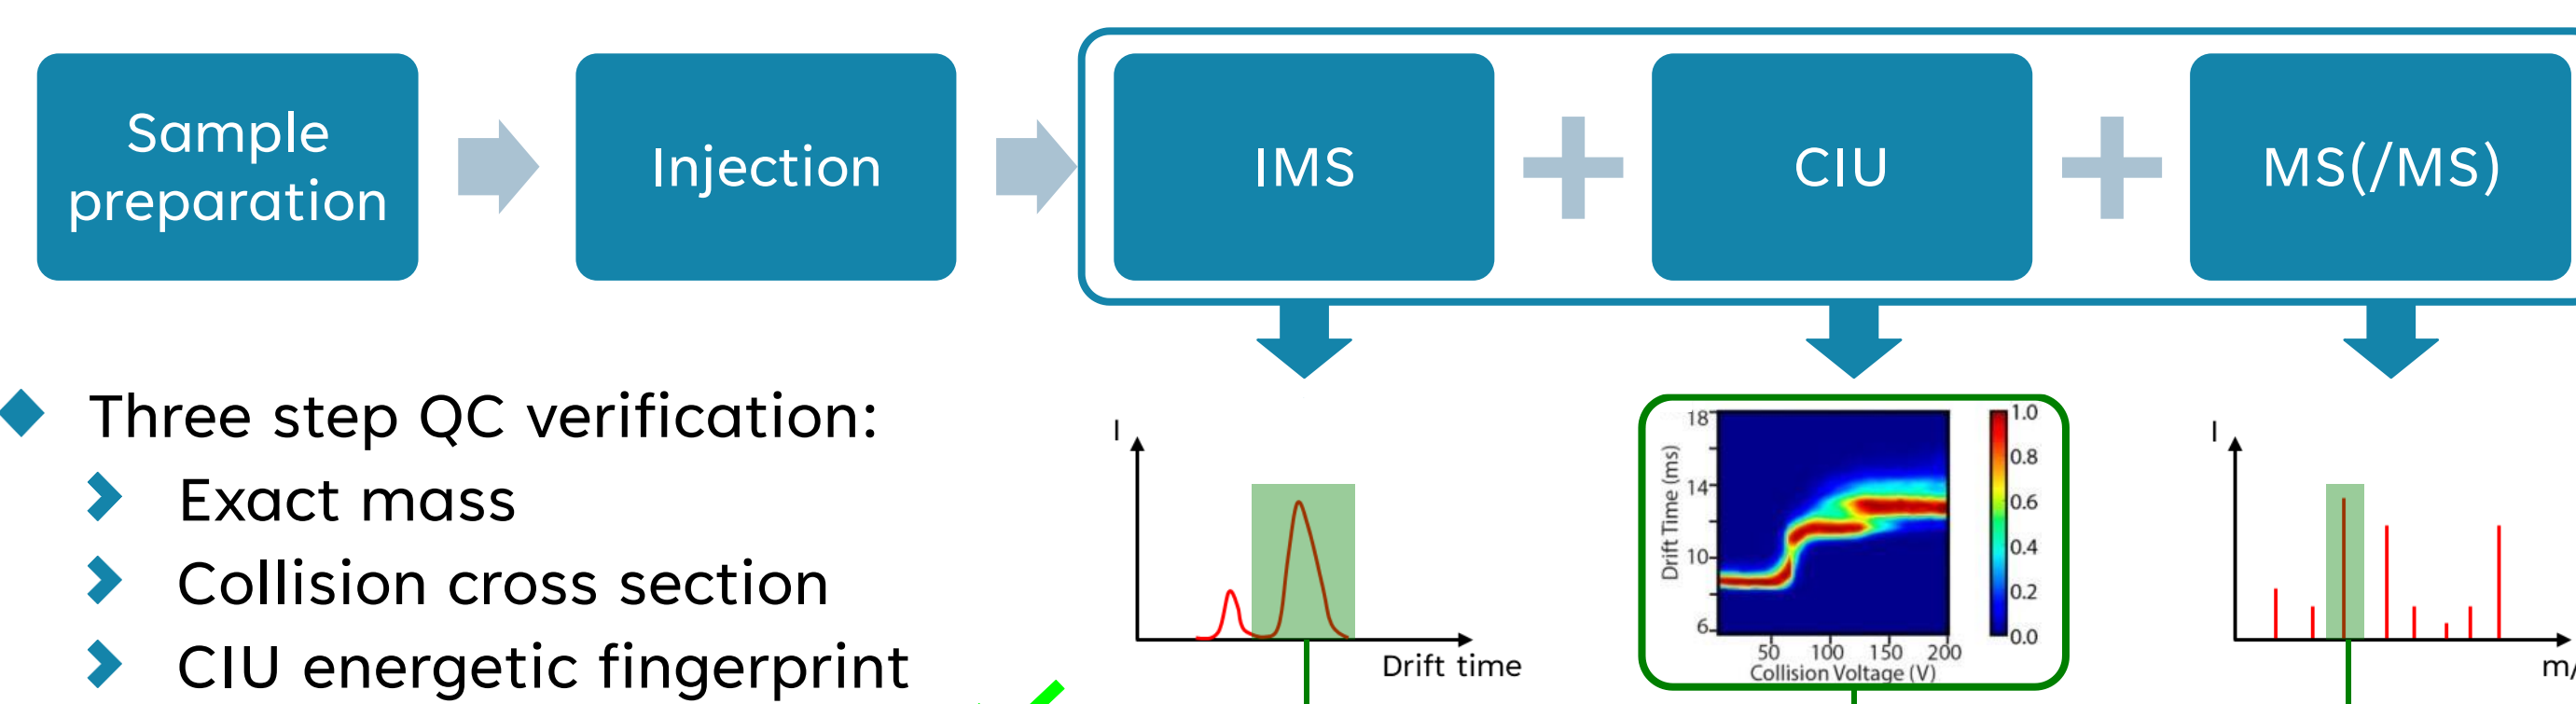 Sample
preparation
Injection
IMS
CIU
MS(/MS)
Three step QC verification:
Exact mass
Collision cross section
CIU energetic fingerprint
I
Drift time
18
14
10
6
Drift Time (ms)
50 100 150 200
Collision Voltage (V)
1.0
0.8
0.6
0.4
0.2
0.0
I
m/